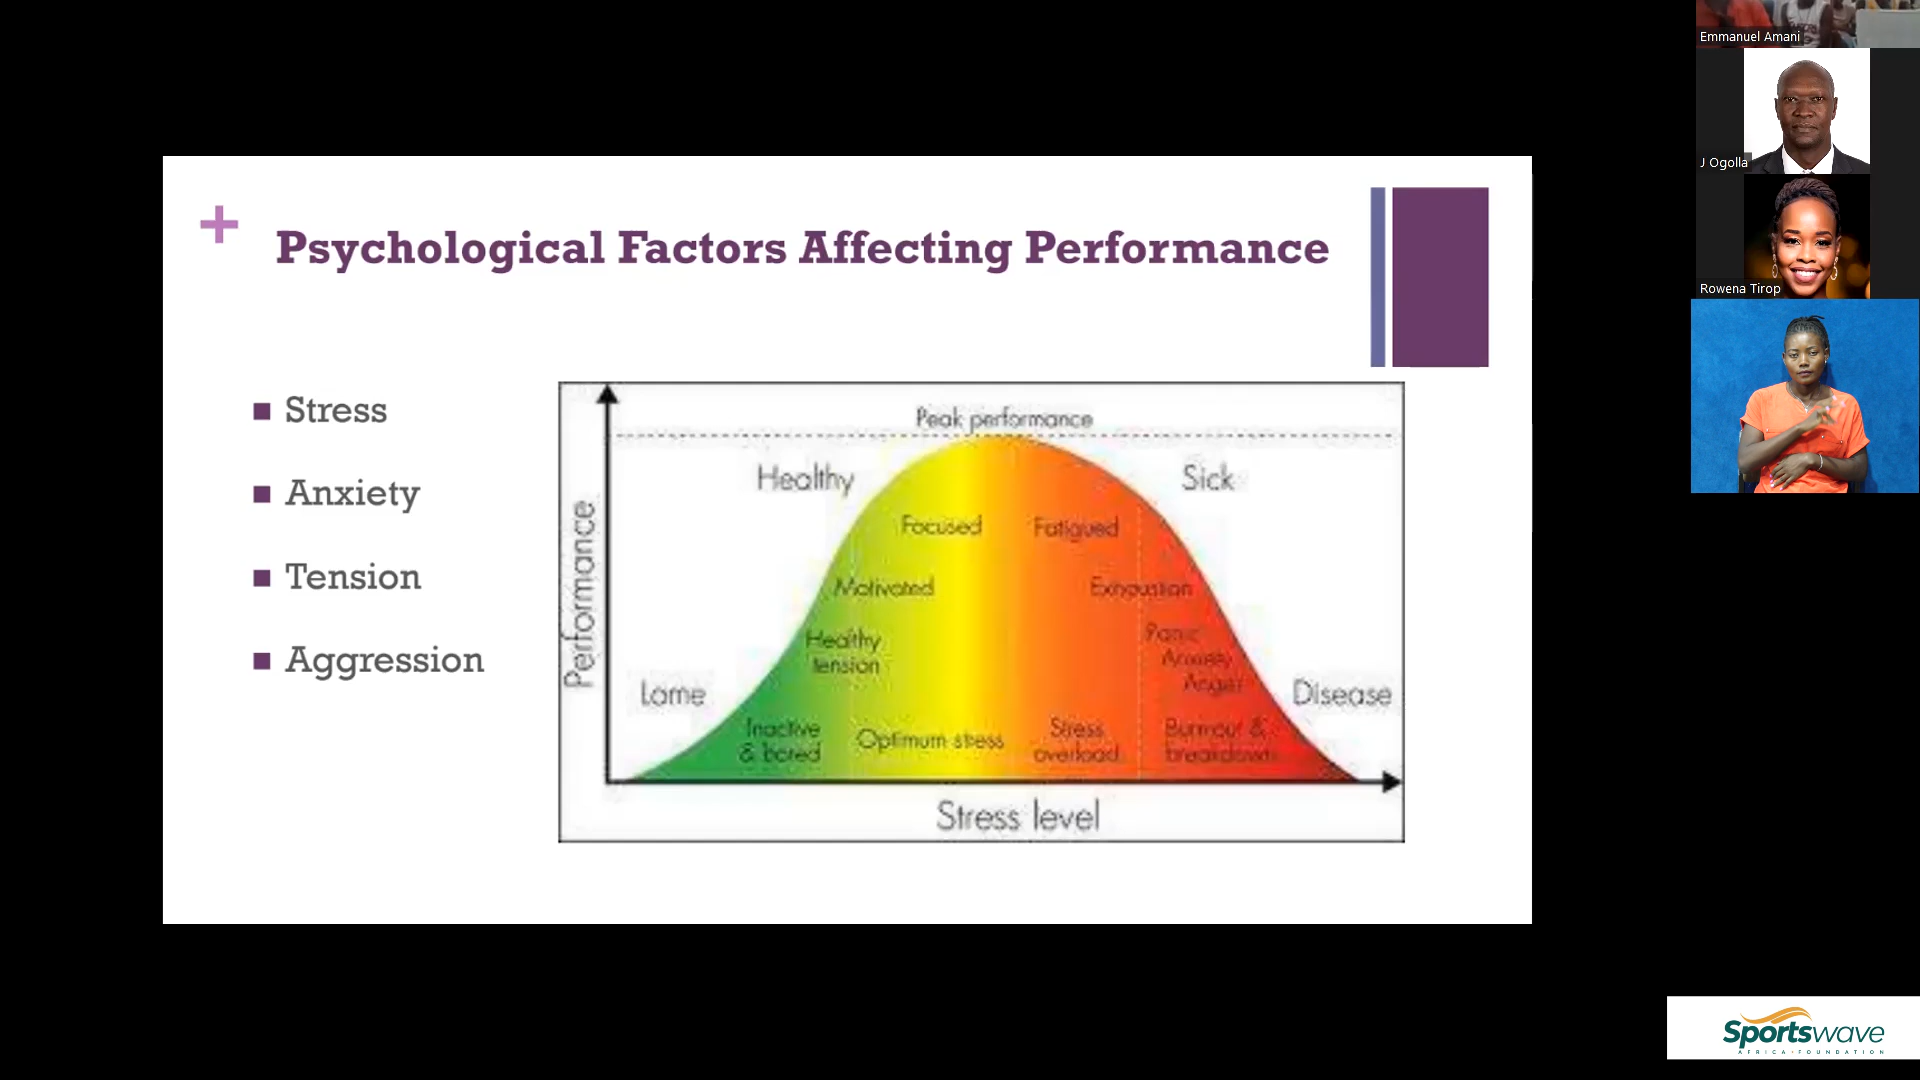 Psychological Factors Affecting Performance
Stress
Anxiety
Tension
Aggression
Peak performance
Healthy
Sick
Focused
Fatigued
Motivated
Exhaustion
Healthy
tension
Panic
Anxiety
Anger
Lame
Disease
Inactive
& bored
Optimum stress
Stress
overload
Burnout &
breakdown
Performance
Stress level
Emmanuel Amani
J Ogolla
Rowena Tirop
Sportswave
AFRICA • FOUNDATION